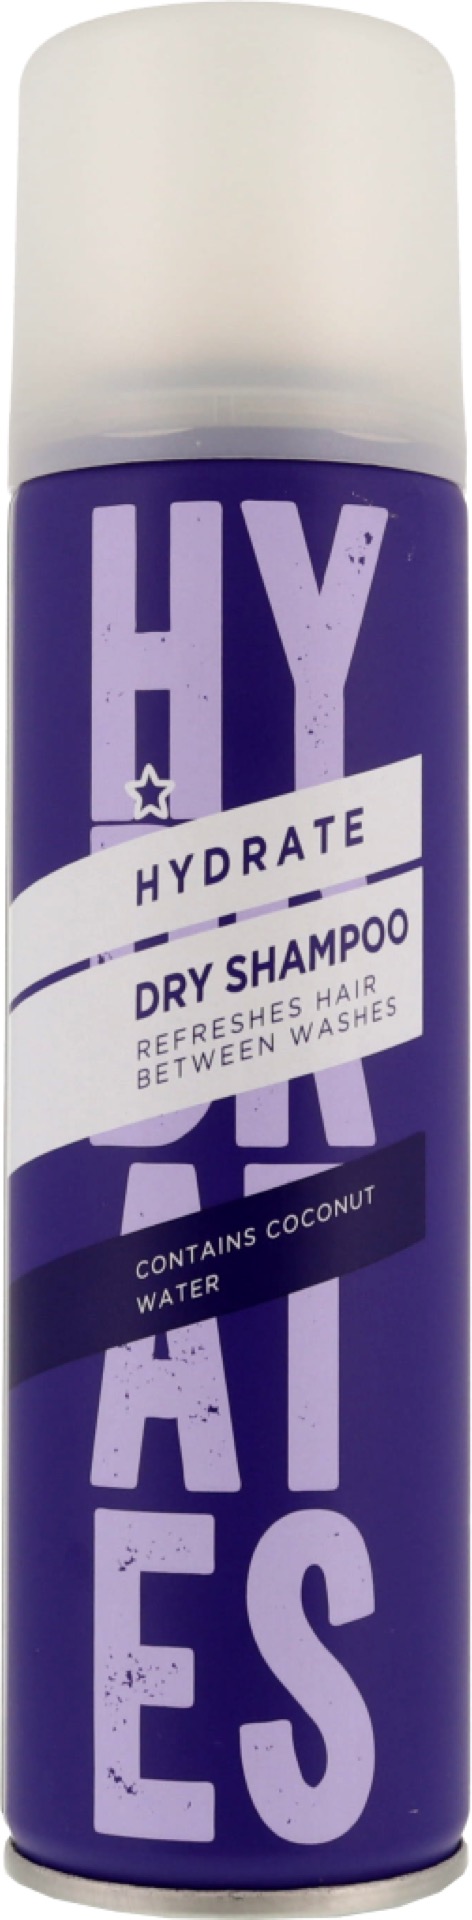 HY
HYDRATE
DRY SHAMPOO
REFRESHES HAIR
BETWEEN WASHES
CONTAINS COCONUT
WATER
AT
ES